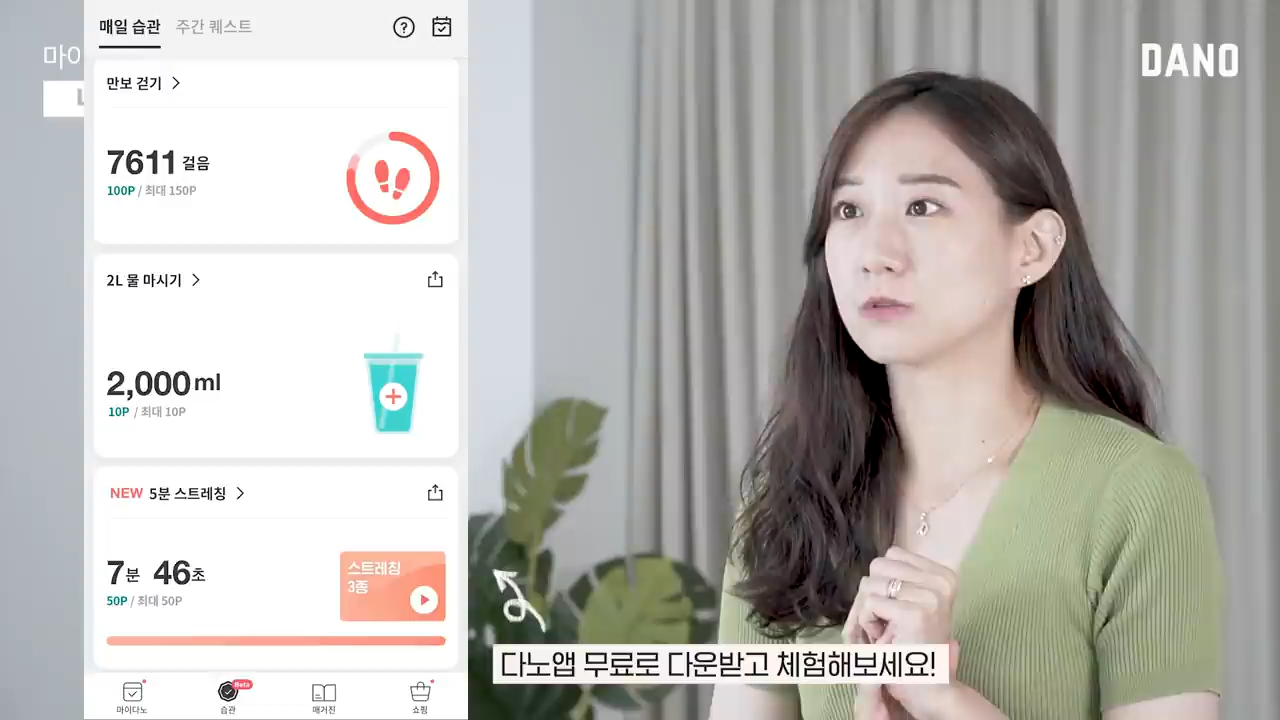 매일 습관 주간 퀘스트
?
마이
DANO
만보 걷기
7611 걸음
100P / 최대 150P
2L 물 마시기
2,000 ml
10P / 최대 10P
NEW 5분 스트레칭
7분 46초
50P / 최대 50P
스트레칭
3종
다노앱 무료로 다운받고 체험해보세요!
Beta
마이다노 습관 매거진 쇼핑